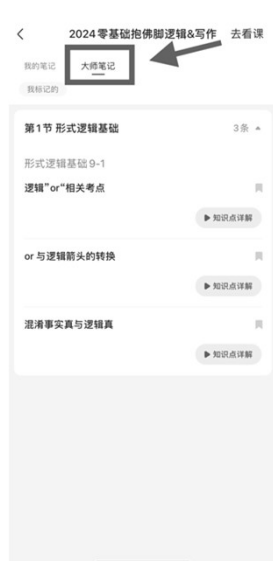 2024零基础抱佛脚逻辑&写作 去看课
我的笔记 大师笔记
我标记的
第1节 形式逻辑基础 3条
形式逻辑基础9-1
逻辑”or“相关考点
知识点详解
or 与逻辑箭头的转换
知识点详解
混淆事实真与逻辑真
知识点详解